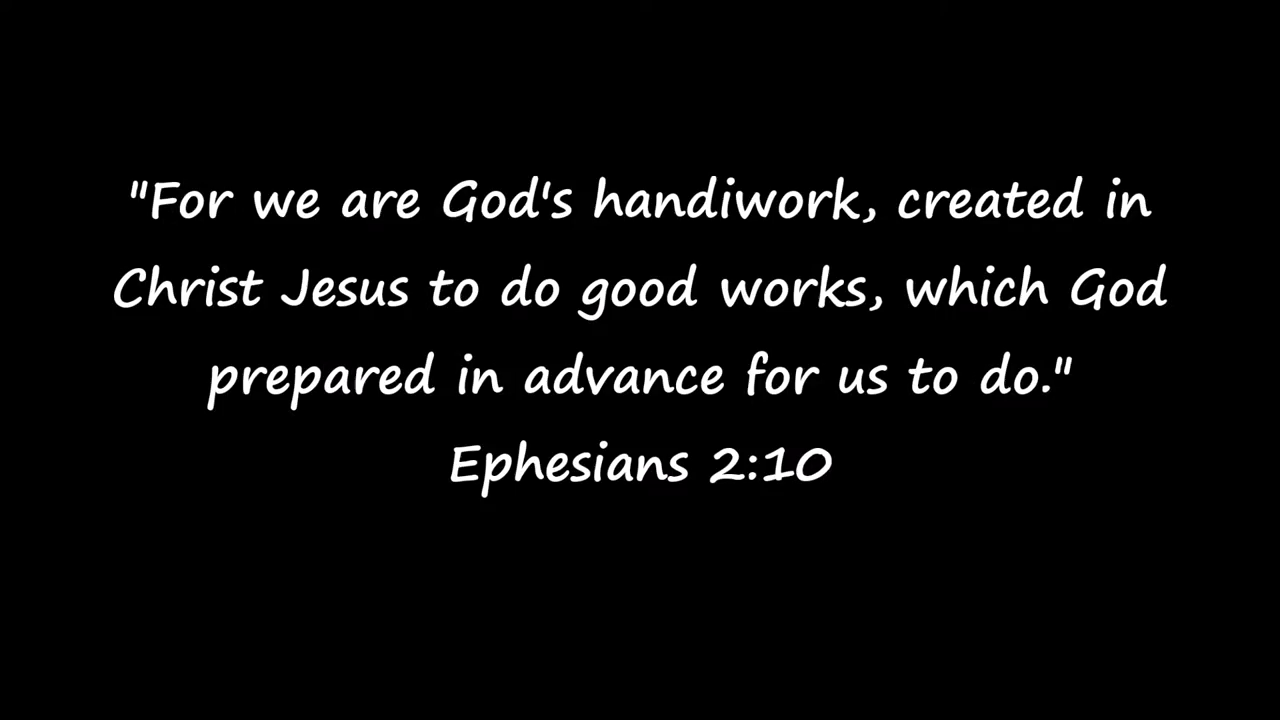 "For we are God's handiwork, created in
Christ Jesus to do good works, which God
prepared in advance for us to do."
Ephesians 2:10